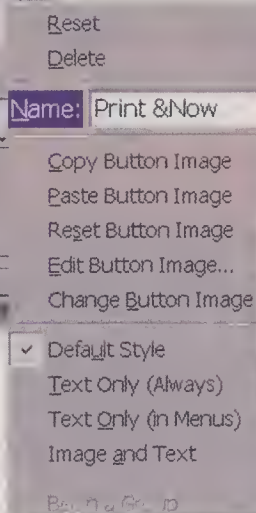 Reset
Delete
Name: Print &Now
Copy Button Image
Paste Button Image
Reset Button Image
Edit Button Image...
Change Button Image
Default Style
Text Only (Always)
Text Only (in Menus)
Image and Text